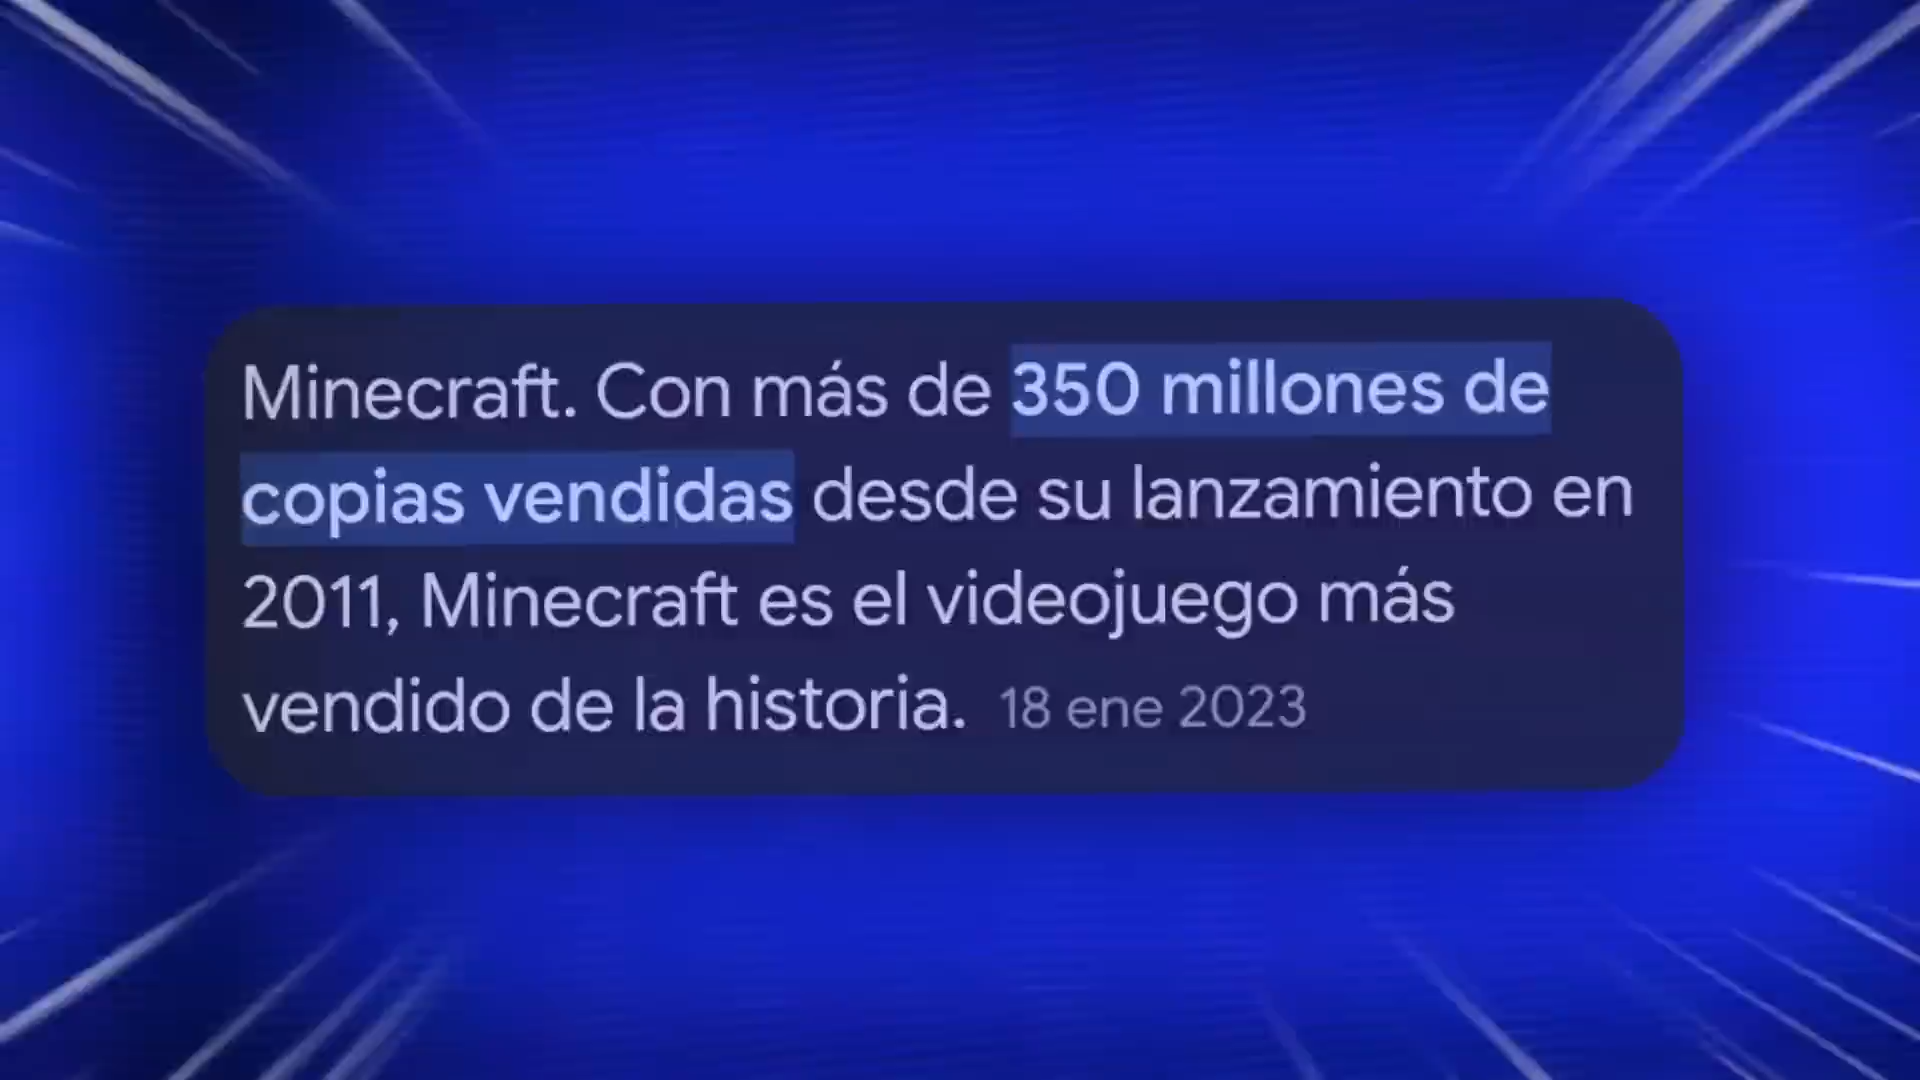 Minecraft. Con más de 350 millones de
copias vendidas desde su lanzamiento en
2011, Minecraft es el videojuego más
vendido de la historia. 18 ene 2023